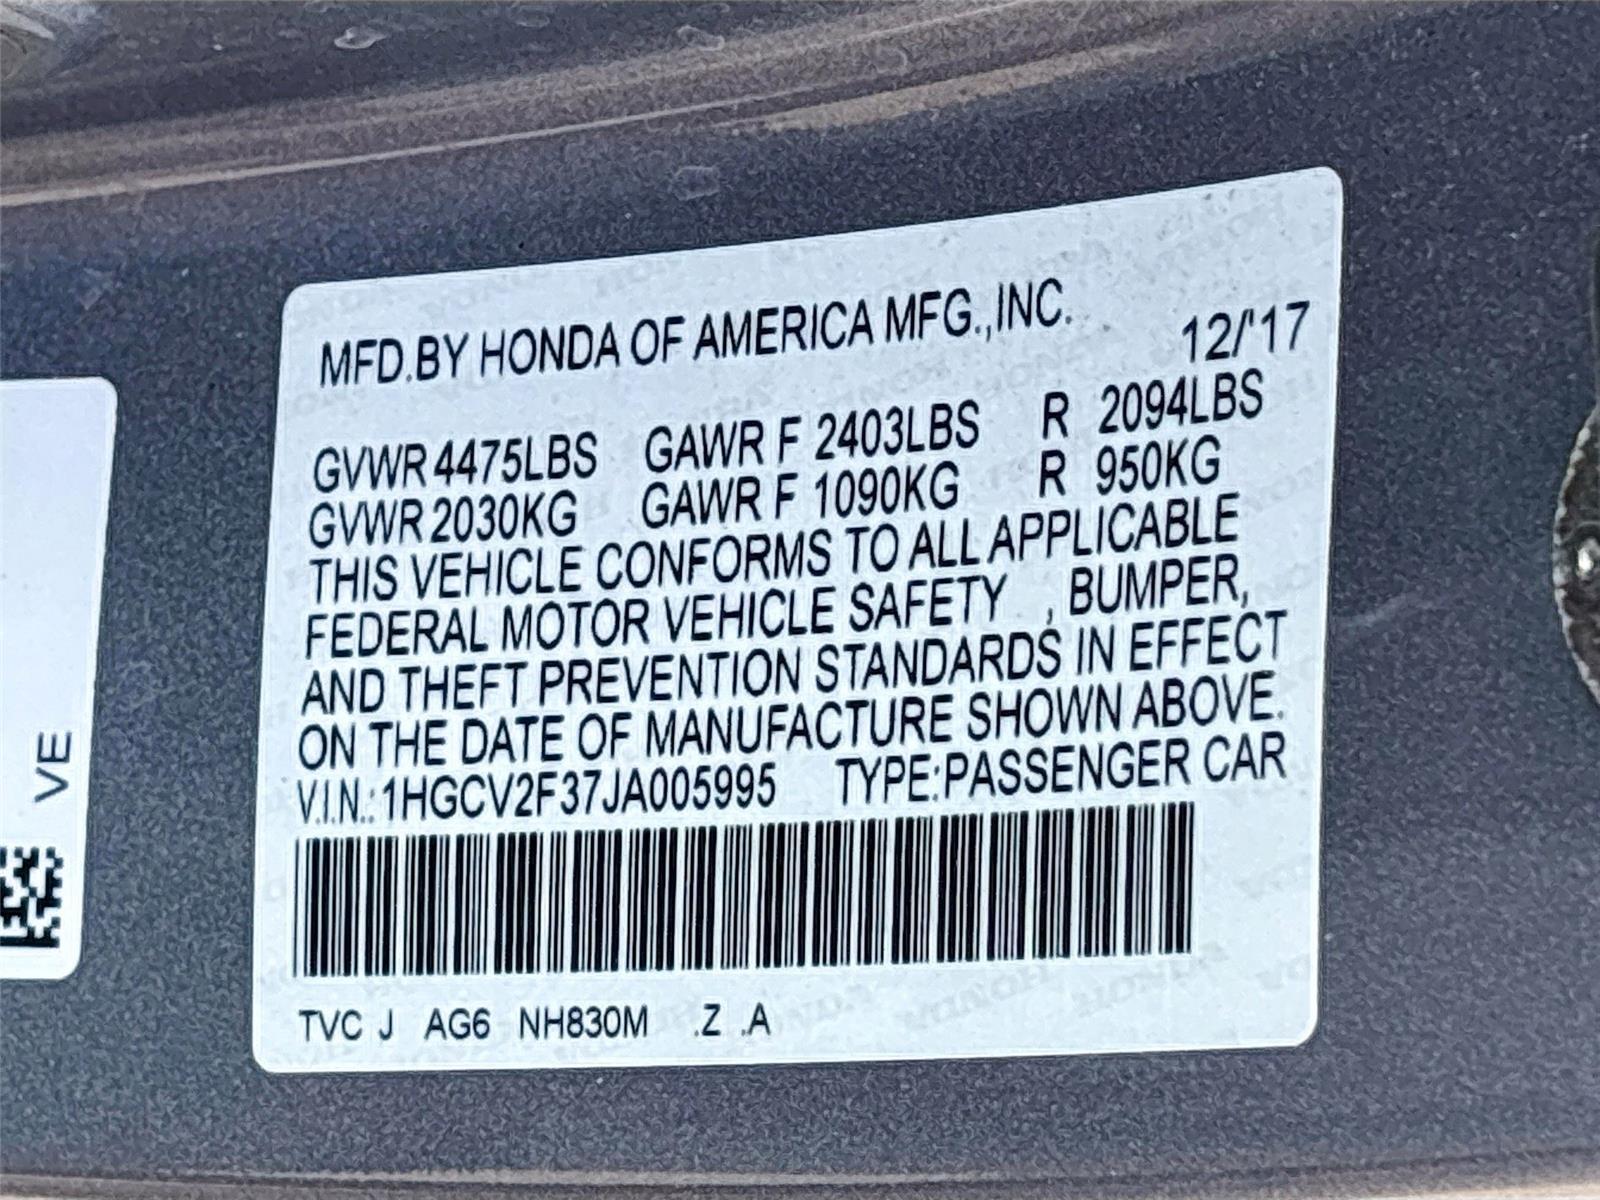 MFD.BY HONDA OF AMERICA MFG.,INC.
12/'17
GVWR 4475LBS GAWR F 2403LBS R 2094LBS
GVWR 2030KG GAWR F 1090KG R 950KG
THIS VEHICLE CONFORMS TO ALL APPLICABLE
FEDERAL MOTOR VEHICLE SAFETY , BUMPER,
AND THEFT PREVENTION STANDARDS IN EFFECT
ON THE DATE OF MANUFACTURE SHOWN ABOVE.
V.I.N.: 1HGCV2F37JA005995 TYPE:PASSENGER CAR
TVC J AG6 NH830M .Z .A
VE